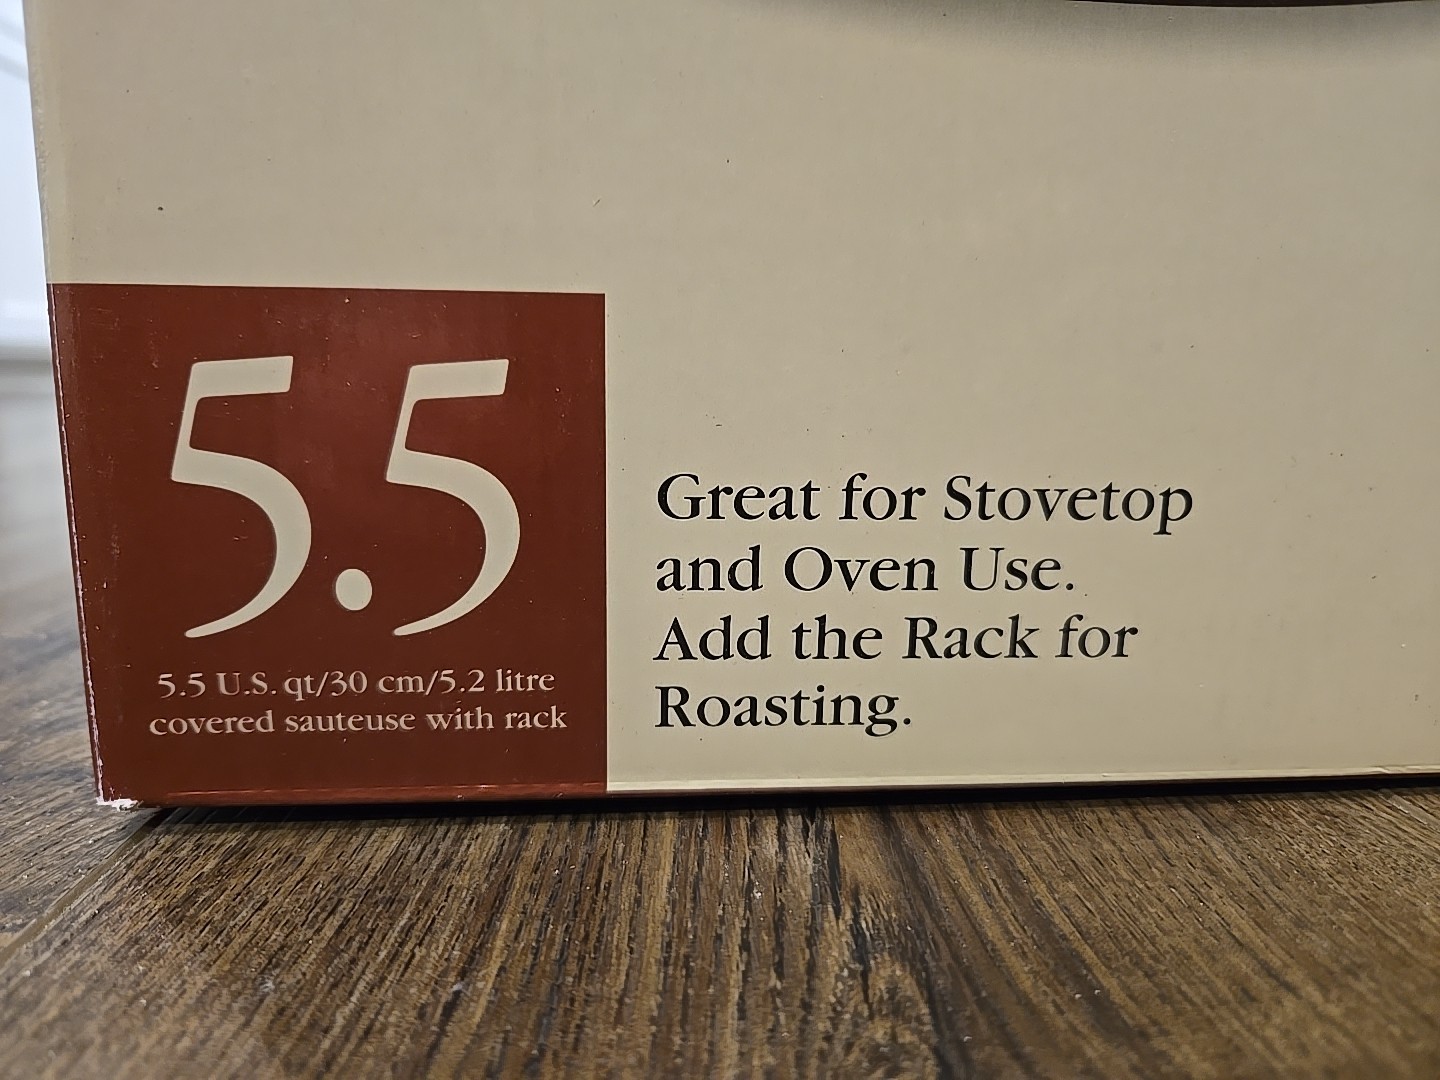 5.5
5.5 U.S. qt/30 cm/5.2 litre
covered sauteuse with rack
Great for Stovetop
and Oven Use.
Add the Rack for
Roasting.